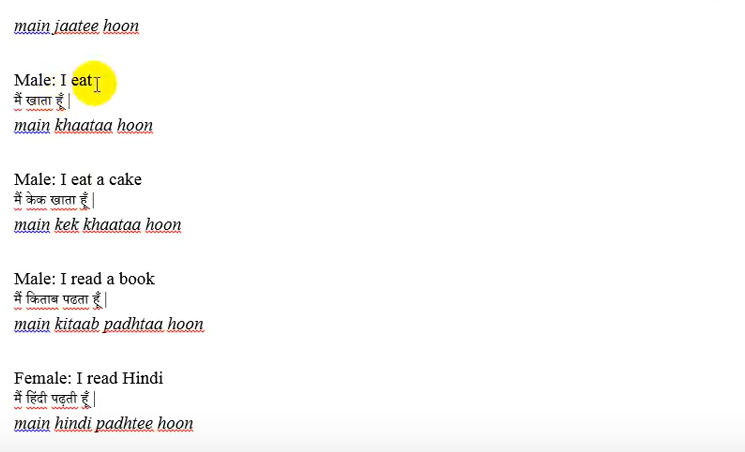 main jaatee hoon
Male: I eat
मैं खाता हूँ |
main khaataa hoon
Male: I eat a cake
मैं केक खाता हूँ |
main kek khaataa hoon
Male: I read a book
मैं किताब पढता हूँ |
main kitaab padhtaa hoon
Female: I read Hindi
मैं हिंदी पढ़ती हूँ |
main hindi padhtee hoon